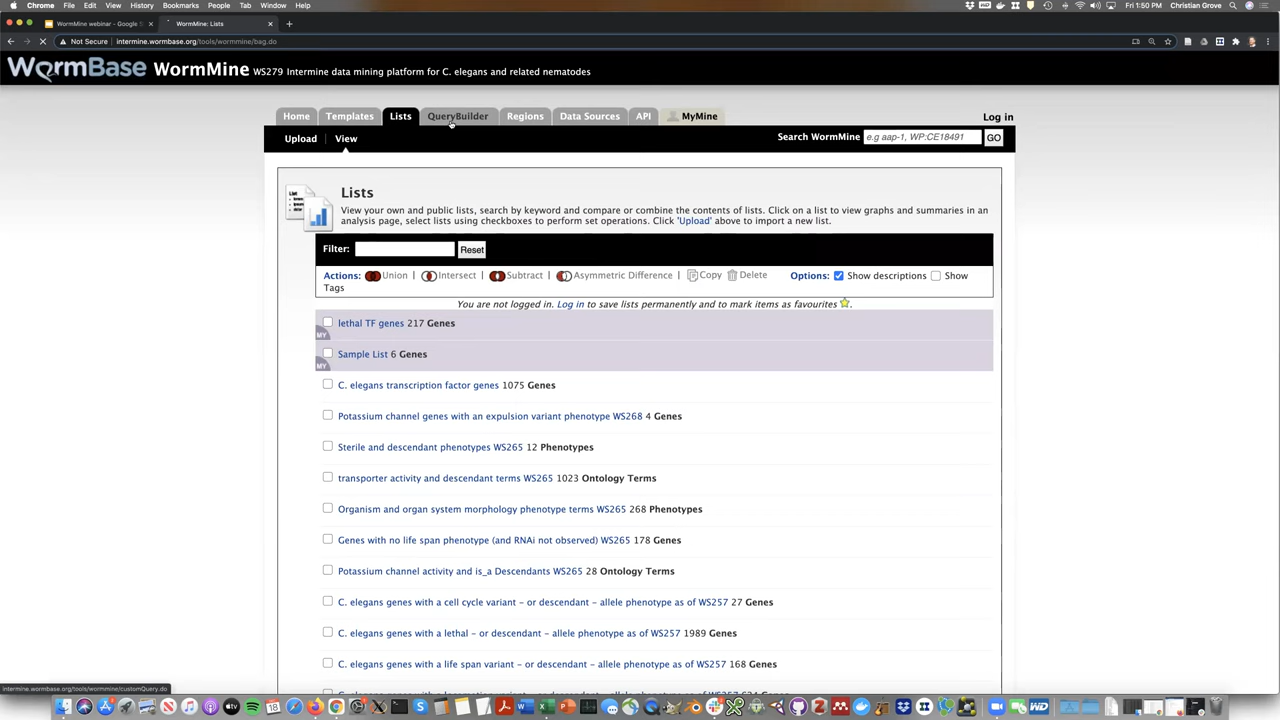 Chrome File Edit View History Bookmarks People Tab Window Help Fri 1:50 PM Christian Grove
WormMine webinar - Google S WormMine: Lists
Not Secure intermine.wormbase.org/tools/wormmine/bag.do
WormBase WormMine WS279 Intermine data mining platform for C. elegans and related nematodes
Home Templates Lists QueryBuilder Regions Data Sources API MyMine Log in
Upload View Search WormMine e.g aap-1, WP:CE18491 GO
Lists
View your own and public lists, search by keyword and compare or combine the contents of lists. Click on a list to view graphs and summaries in an
analysis page, select lists using checkboxes to perform set operations. Click 'Upload' above to import a new list.
Filter: Reset
Actions: Union | Intersect | Subtract | Asymmetric Difference | Copy Delete Options: Show descriptions Show
Tags
You are not logged in. Log in to save lists permanently and to mark items as favourites .
MY lethal TF genes 217 Genes
MY Sample List 6 Genes
C. elegans transcription factor genes 1075 Genes
Potassium channel genes with an expulsion variant phenotype WS268 4 Genes
Sterile and descendant phenotypes WS265 12 Phenotypes
transporter activity and descendant terms WS265 1023 Ontology Terms
Organism and organ system morphology phenotype terms WS265 268 Phenotypes
Genes with no life span phenotype (and RNAi not observed) WS265 178 Genes
Potassium channel activity and is_a Descendants WS265 28 Ontology Terms
C. elegans genes with a cell cycle variant - or descendant - allele phenotype as of WS257 27 Genes
C. elegans genes with a lethal - or descendant - allele phenotype as of WS257 1989 Genes
C. elegans genes with a life span variant - or descendant - allele phenotype as of WS257 168 Genes
intermine.wormbase.org/tools/wormmine/customQuery.do